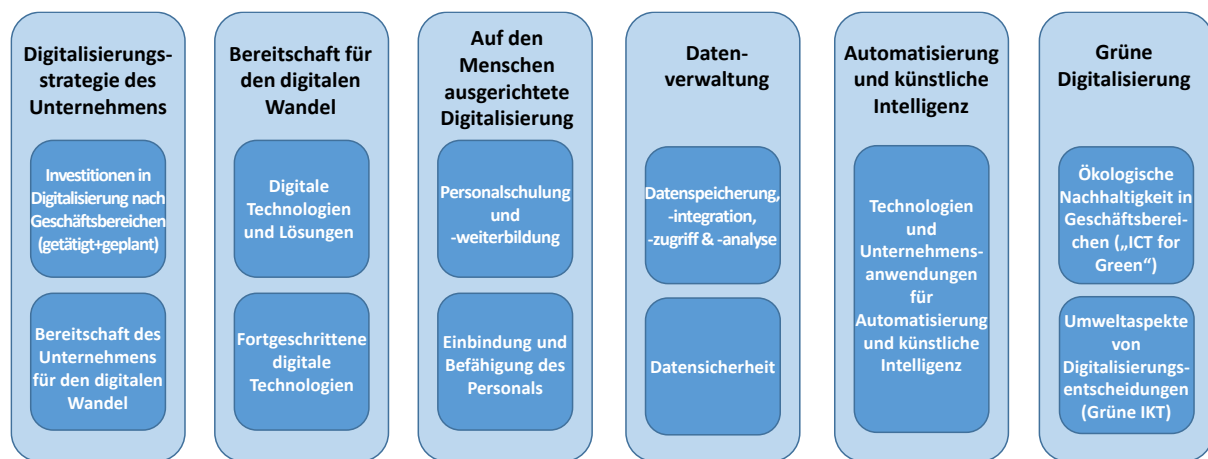 Digitalisierungs-
strategie des
Unternehmens
Investitionen in
Digitalisierung nach
Geschäftsbereichen
(getätigt+geplant)
Bereitschaft des
Unternehmens
für den digitalen
Wandel
Bereitschaft für
den digitalen
Wandel
Digitale
Technologien
und Lösungen
Fortgeschrittene
digitale
Technologien
Auf den
Menschen
ausgerichtete
Digitalisierung
Personalschulung
und
-weiterbildung
Einbindung und
Befähigung des
Personals
Daten-
verwaltung
Datenspeicherung,
-integration,
-zugriff & -analyse
Datensicherheit
Automatisierung
und künstliche
Intelligenz
Technologien
und
Unternehmens-
anwendungen
für
Automatisierung
und künstliche
Intelligenz
Grüne
Digitalisierung
Ökologische
Nachhaltigkeit in
Geschäftsberei-
chen („ICT for
Green“)
Umweltaspekte
von
Digitalisierungs-
entscheidungen
(Grüne IKT)